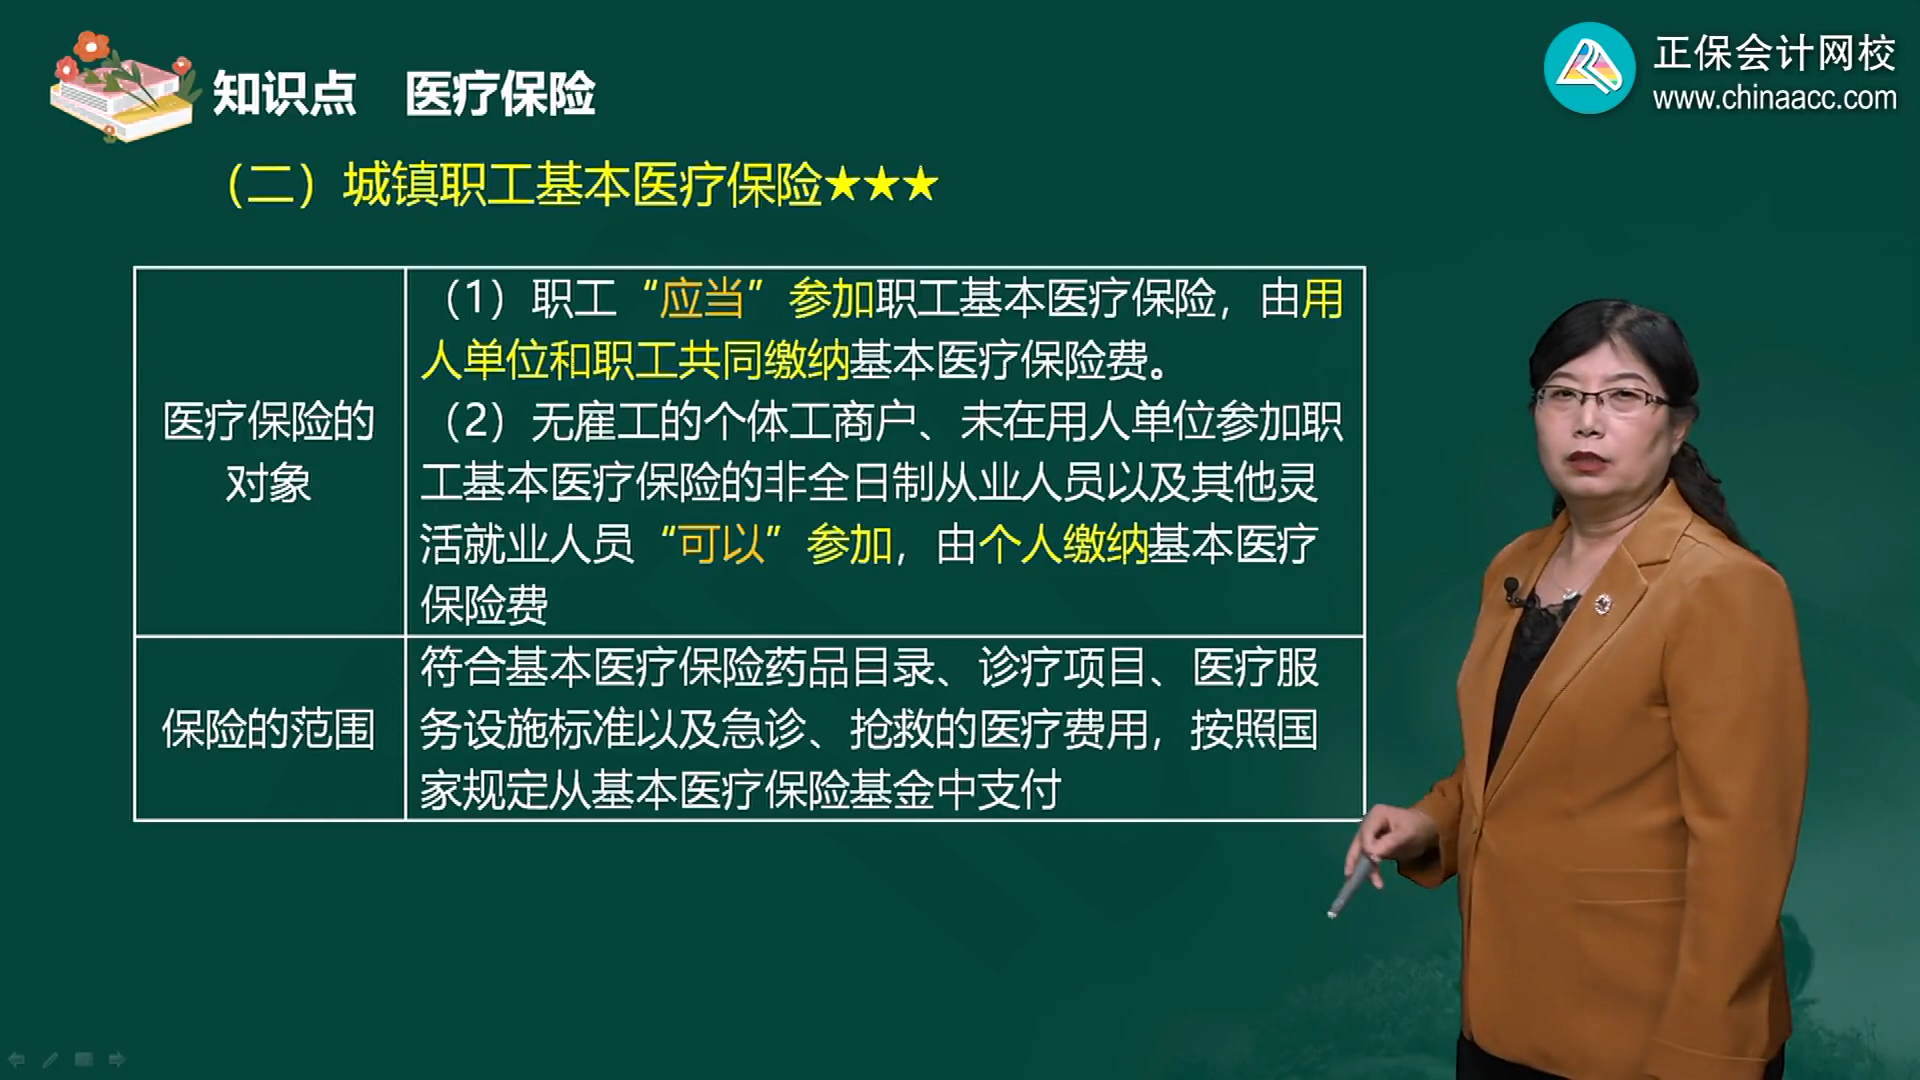 正保会计网校
www.chinaacc.com
知识点 医疗保险
（二）城镇职工基本医疗保险★★★
医疗保险的
对象
（1）职工“应当”参加职工基本医疗保险，由用
人单位和职工共同缴纳基本医疗保险费。
（2）无雇工的个体工商户、未在用人单位参加职
工基本医疗保险的非全日制从业人员以及其他灵
活就业人员“可以”参加，由个人缴纳基本医疗
保险费
保险的范围
符合基本医疗保险药品目录、诊疗项目、医疗服
务设施标准以及急诊、抢救的医疗费用，按照国
家规定从基本医疗保险基金中支付